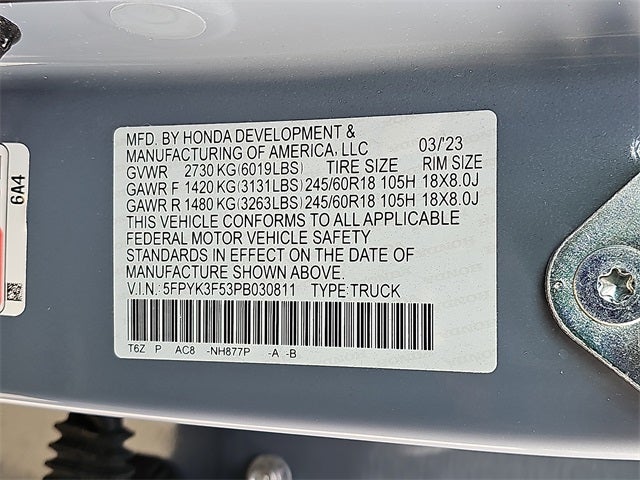 MFD. BY HONDA DEVELOPMENT &
MANUFACTURING OF AMERICA, LLC 03/'23
GVWR 2730 KG(6019LBS) TIRE SIZE RIM SIZE
GAWR F 1420 KG(3131LBS) 245/60R18 105H 18X8.0J
GAWR R 1480 KG(3263LBS) 245/60R18 105H 18X8.0J
THIS VEHICLE CONFORMS TO ALL APPLICABLE
FEDERAL MOTOR VEHICLE SAFETY
STANDARDS IN EFFECT ON THE DATE OF
MANUFACTURE SHOWN ABOVE.
V.I.N.: 5FPYK3F53PB030811 TYPE:TRUCK
T6Z P AC8 -NH877P -A -B
6A4